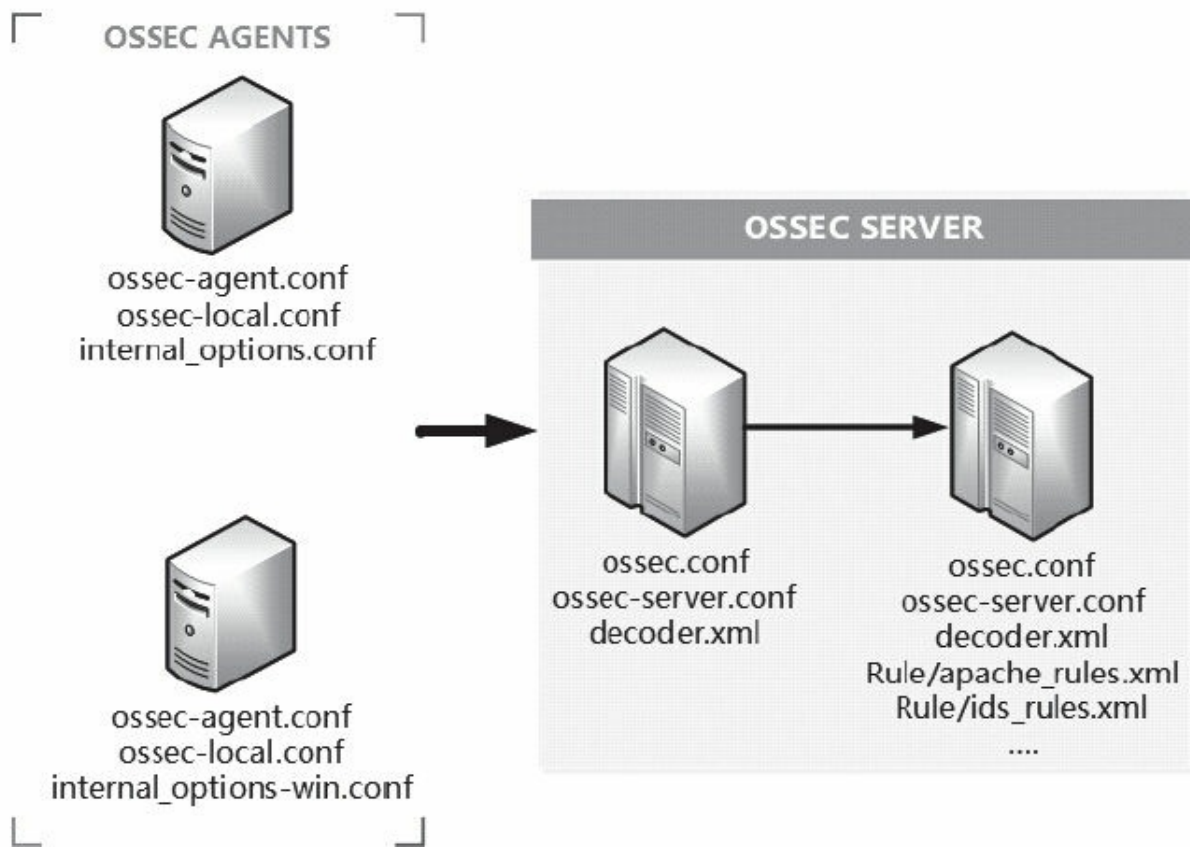 OSSEC AGENTS
ossec-agent.conf
ossec-local.conf
internal_options.conf
ossec-agent.conf
ossec-local.conf
internal_options-win.conf
OSSEC SERVER
ossec.conf
ossec-server.conf
decoder.xml
ossec.conf
ossec-server.conf
decoder.xml
Rule/apache_rules.xml
Rule/ids_rules.xml
....